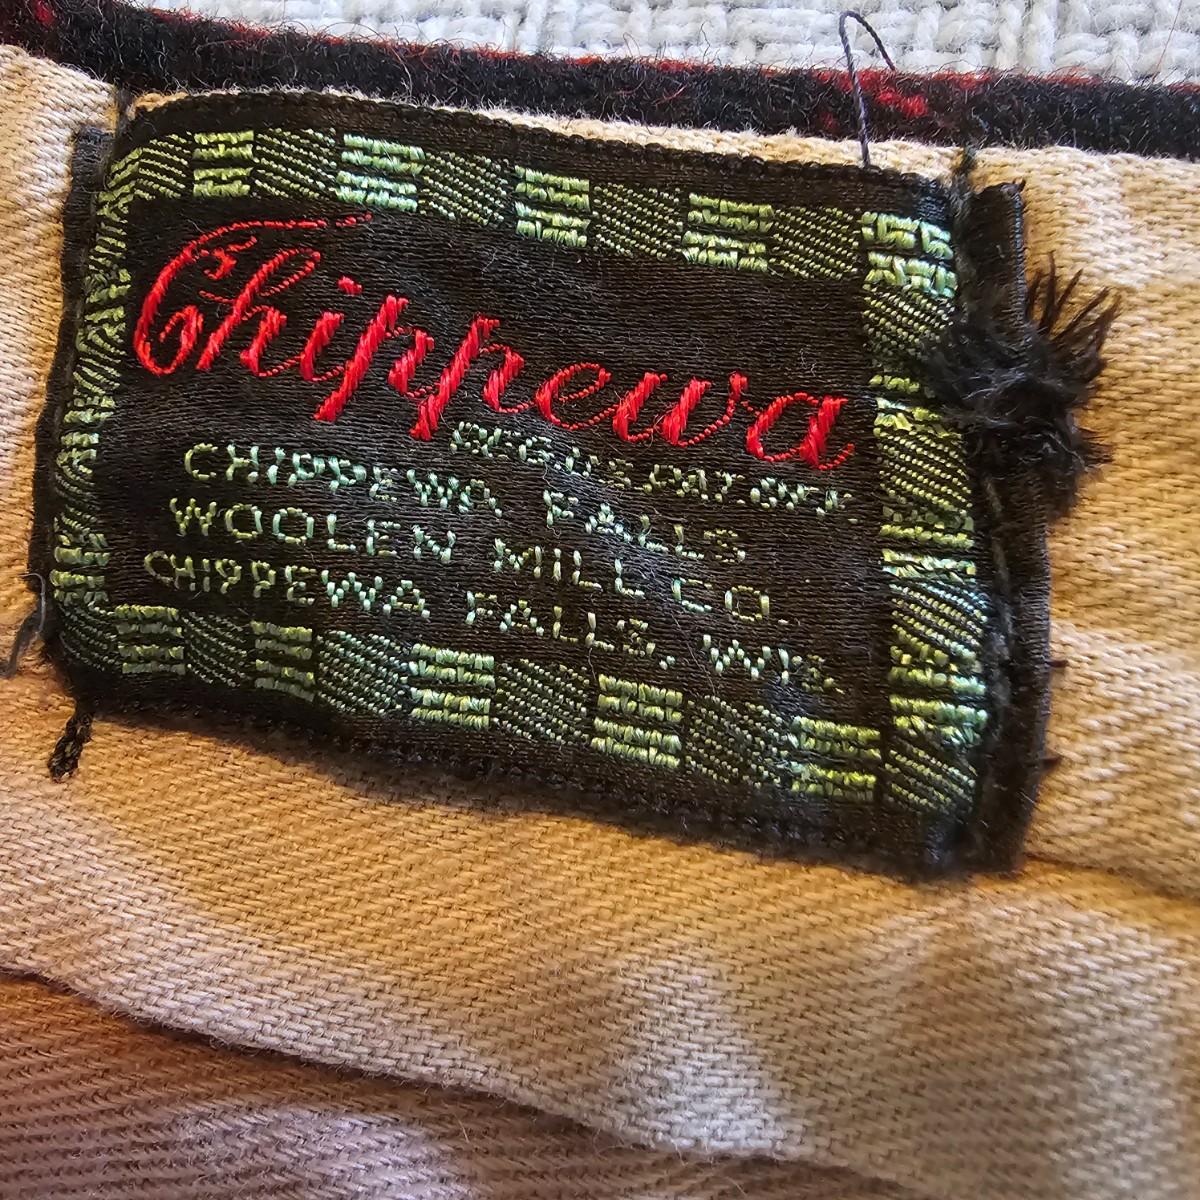 Chippewa
REG. U.S. PAT. OFF.
CHIPPEWA FALLS
WOOLEN MILL CO.
CHIPPEWA FALLS, WIS.